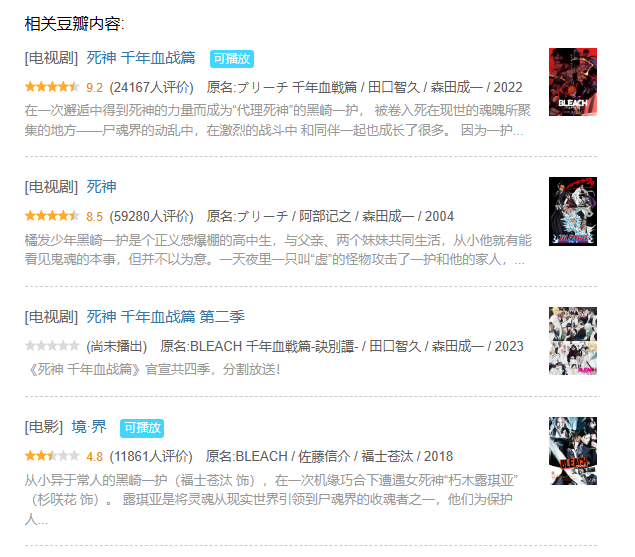 相关豆瓣内容:
[电视剧] 死神 千年血战篇 可播放
9.2 (24167人评价) 原名:ブリーチ 千年血戦篇 / 田口智久 / 森田成一 / 2022
在一次邂逅中得到死神的力量而成为“代理死神”的黑崎一护， 被卷入死在现世的魂魄所聚
集的地方——尸魂界的动乱中，在激烈的战斗中 和同伴一起也成长了很多。 因为一护...
BLEACH
[电视剧] 死神
8.5 (59280人评价) 原名:ブリーチ / 阿部记之 / 森田成一 / 2004
橘发少年黑崎一护是个正义感爆棚的高中生，与父亲、两个妹妹共同生活，从小他就有能
看见鬼魂的本事，但并不以为意。一天夜里一只叫“虚”的怪物攻击了一护和他的家人，...
[电视剧] 死神 千年血战篇 第二季
(尚未播出) 原名:BLEACH 千年血戦篇-訣別譚- / 田口智久 / 森田成一 / 2023
《死神 千年血战篇》官宣共四季，分割放送！
[电影] 境·界 可播放
4.8 (11861人评价) 原名:BLEACH / 佐藤信介 / 福士苍汰 / 2018
从小异于常人的黑崎一护（福士苍汰 饰），在一次机缘巧合下遭遇女死神“朽木露琪亚”
（杉咲花 饰）。 露琪亚是将灵魂从现实世界引领到尸魂界的收魂者之一，他们为保护
人...
BLEACH